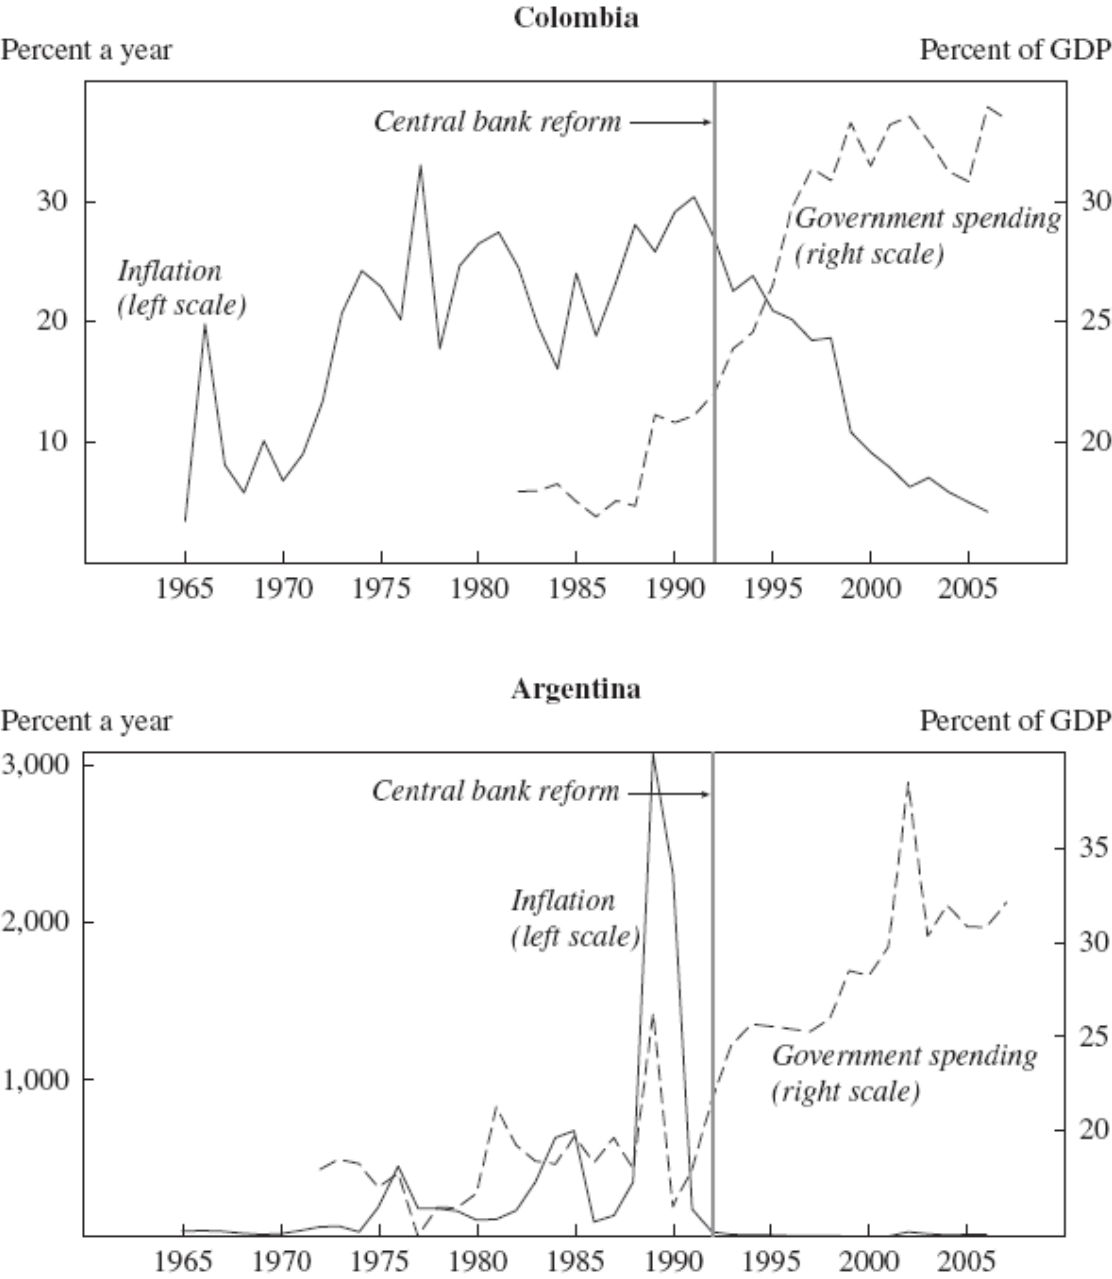 Colombia
Percent a year Percent of GDP
Central bank reform
30 30
Government spending
(right scale)
Inflation
(left scale)
20 25
10 20
1965 1970 1975 1980 1985 1990 1995 2000 2005
Argentina
Percent a year Percent of GDP
3,000
Central bank reform
35
Inflation
(left scale)
2,000 30
25
Government spending
(right scale)
1,000
20
1965 1970 1975 1980 1985 1990 1995 2000 2005